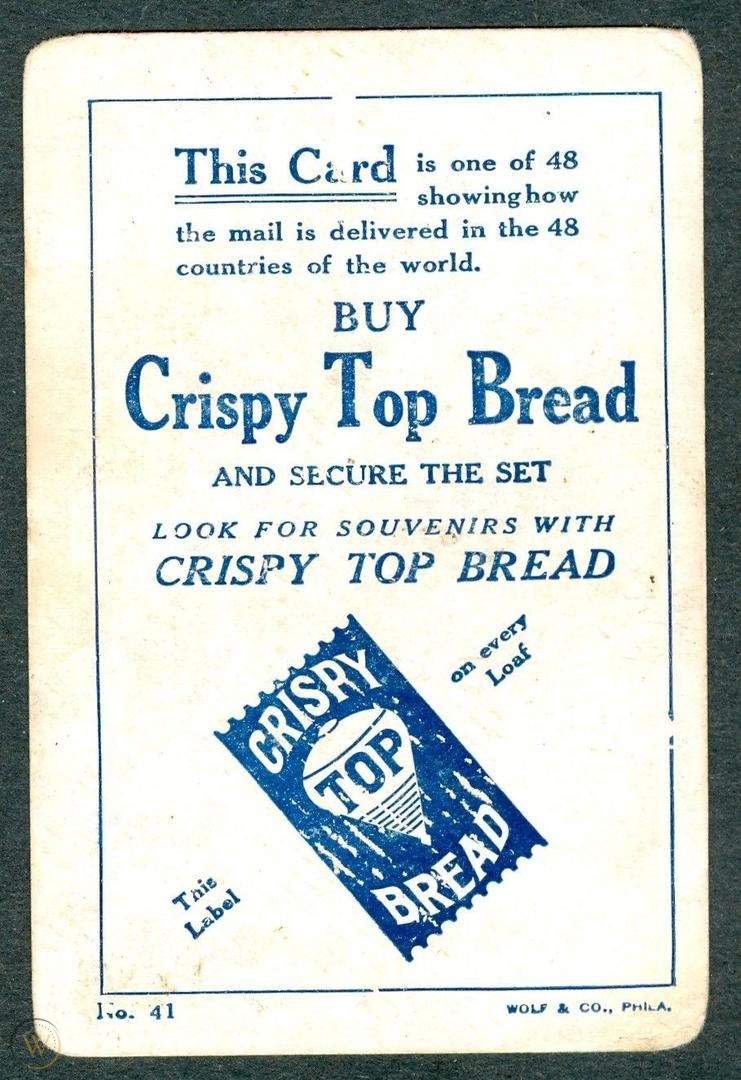 This Card is one of 48
showing how
the mail is delivered in the 48
countries of the world.
BUY
Crispy Top Bread
AND SECURE THE SET
LOOK FOR SOUVENIRS WITH
CRISPY TOP BREAD
on every
Loaf
CRISPY
TOP
BREAD
This
Label
No. 41
WOLF & CO., PHILA.
W